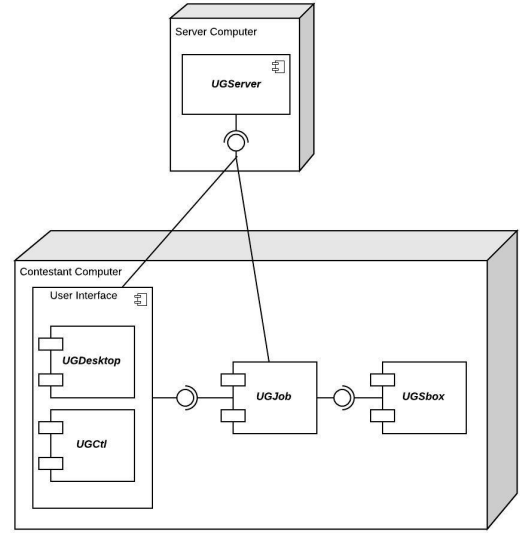 Server Computer
UGServer
Contestant Computer
User Interface
UGDesktop
UGCtl
UGJob
UGSbox